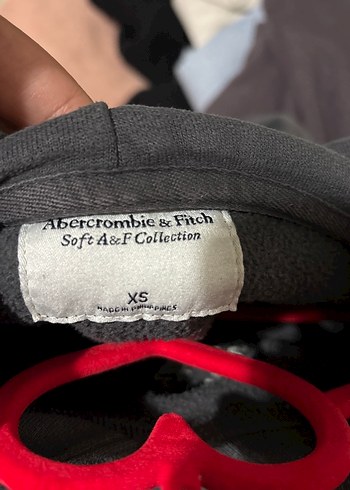 Abercrombie & Fitch
Soft A&F Collection
XS
MADE IN PHILIPPINES